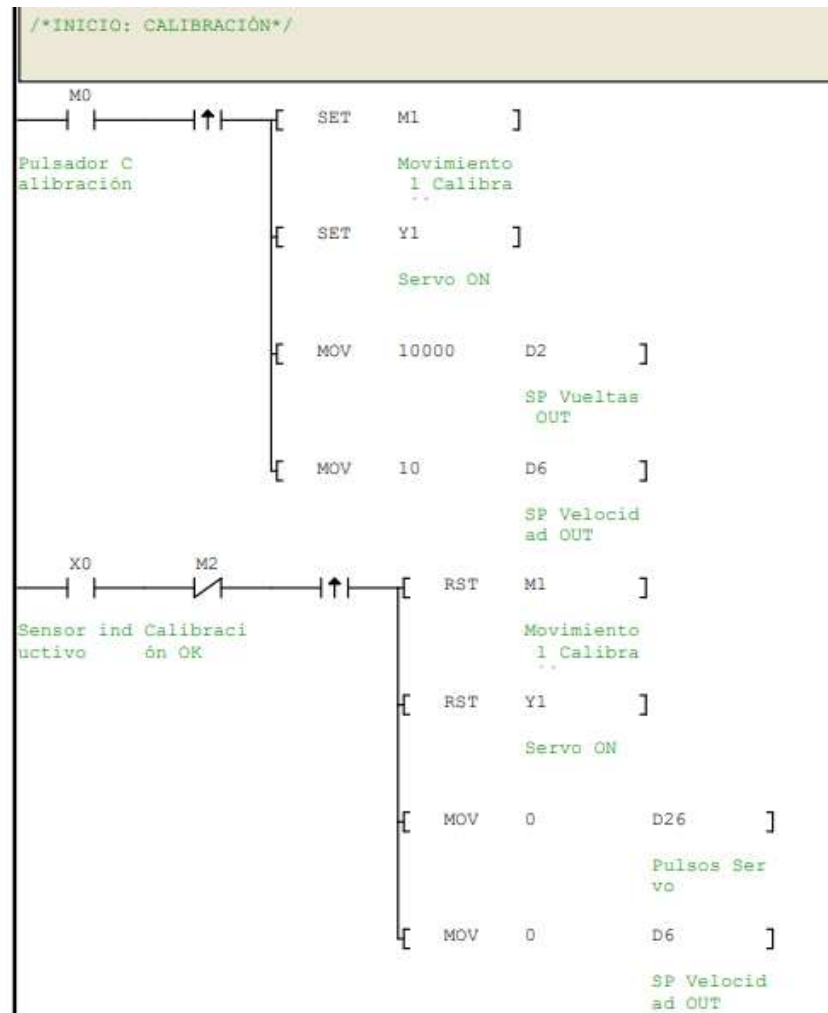 /*INICIO: CALIBRACIÓN*/
M0
SET M1
Pulsador C
alibración
Movimiento
1 Calibra
SET Y1
Servo ON
MOV 10000 D2
SP Vueltas
OUT
MOV 10 D6
SP Velocid
ad OUT
X0 M2
RST M1
Sensor ind
uctivo
Calibraci
ón OK
Movimiento
1 Calibra
RST Y1
Servo ON
MOV 0 D26
Pulsos Ser
vo
MOV 0 D6
SP Velocid
ad OUT